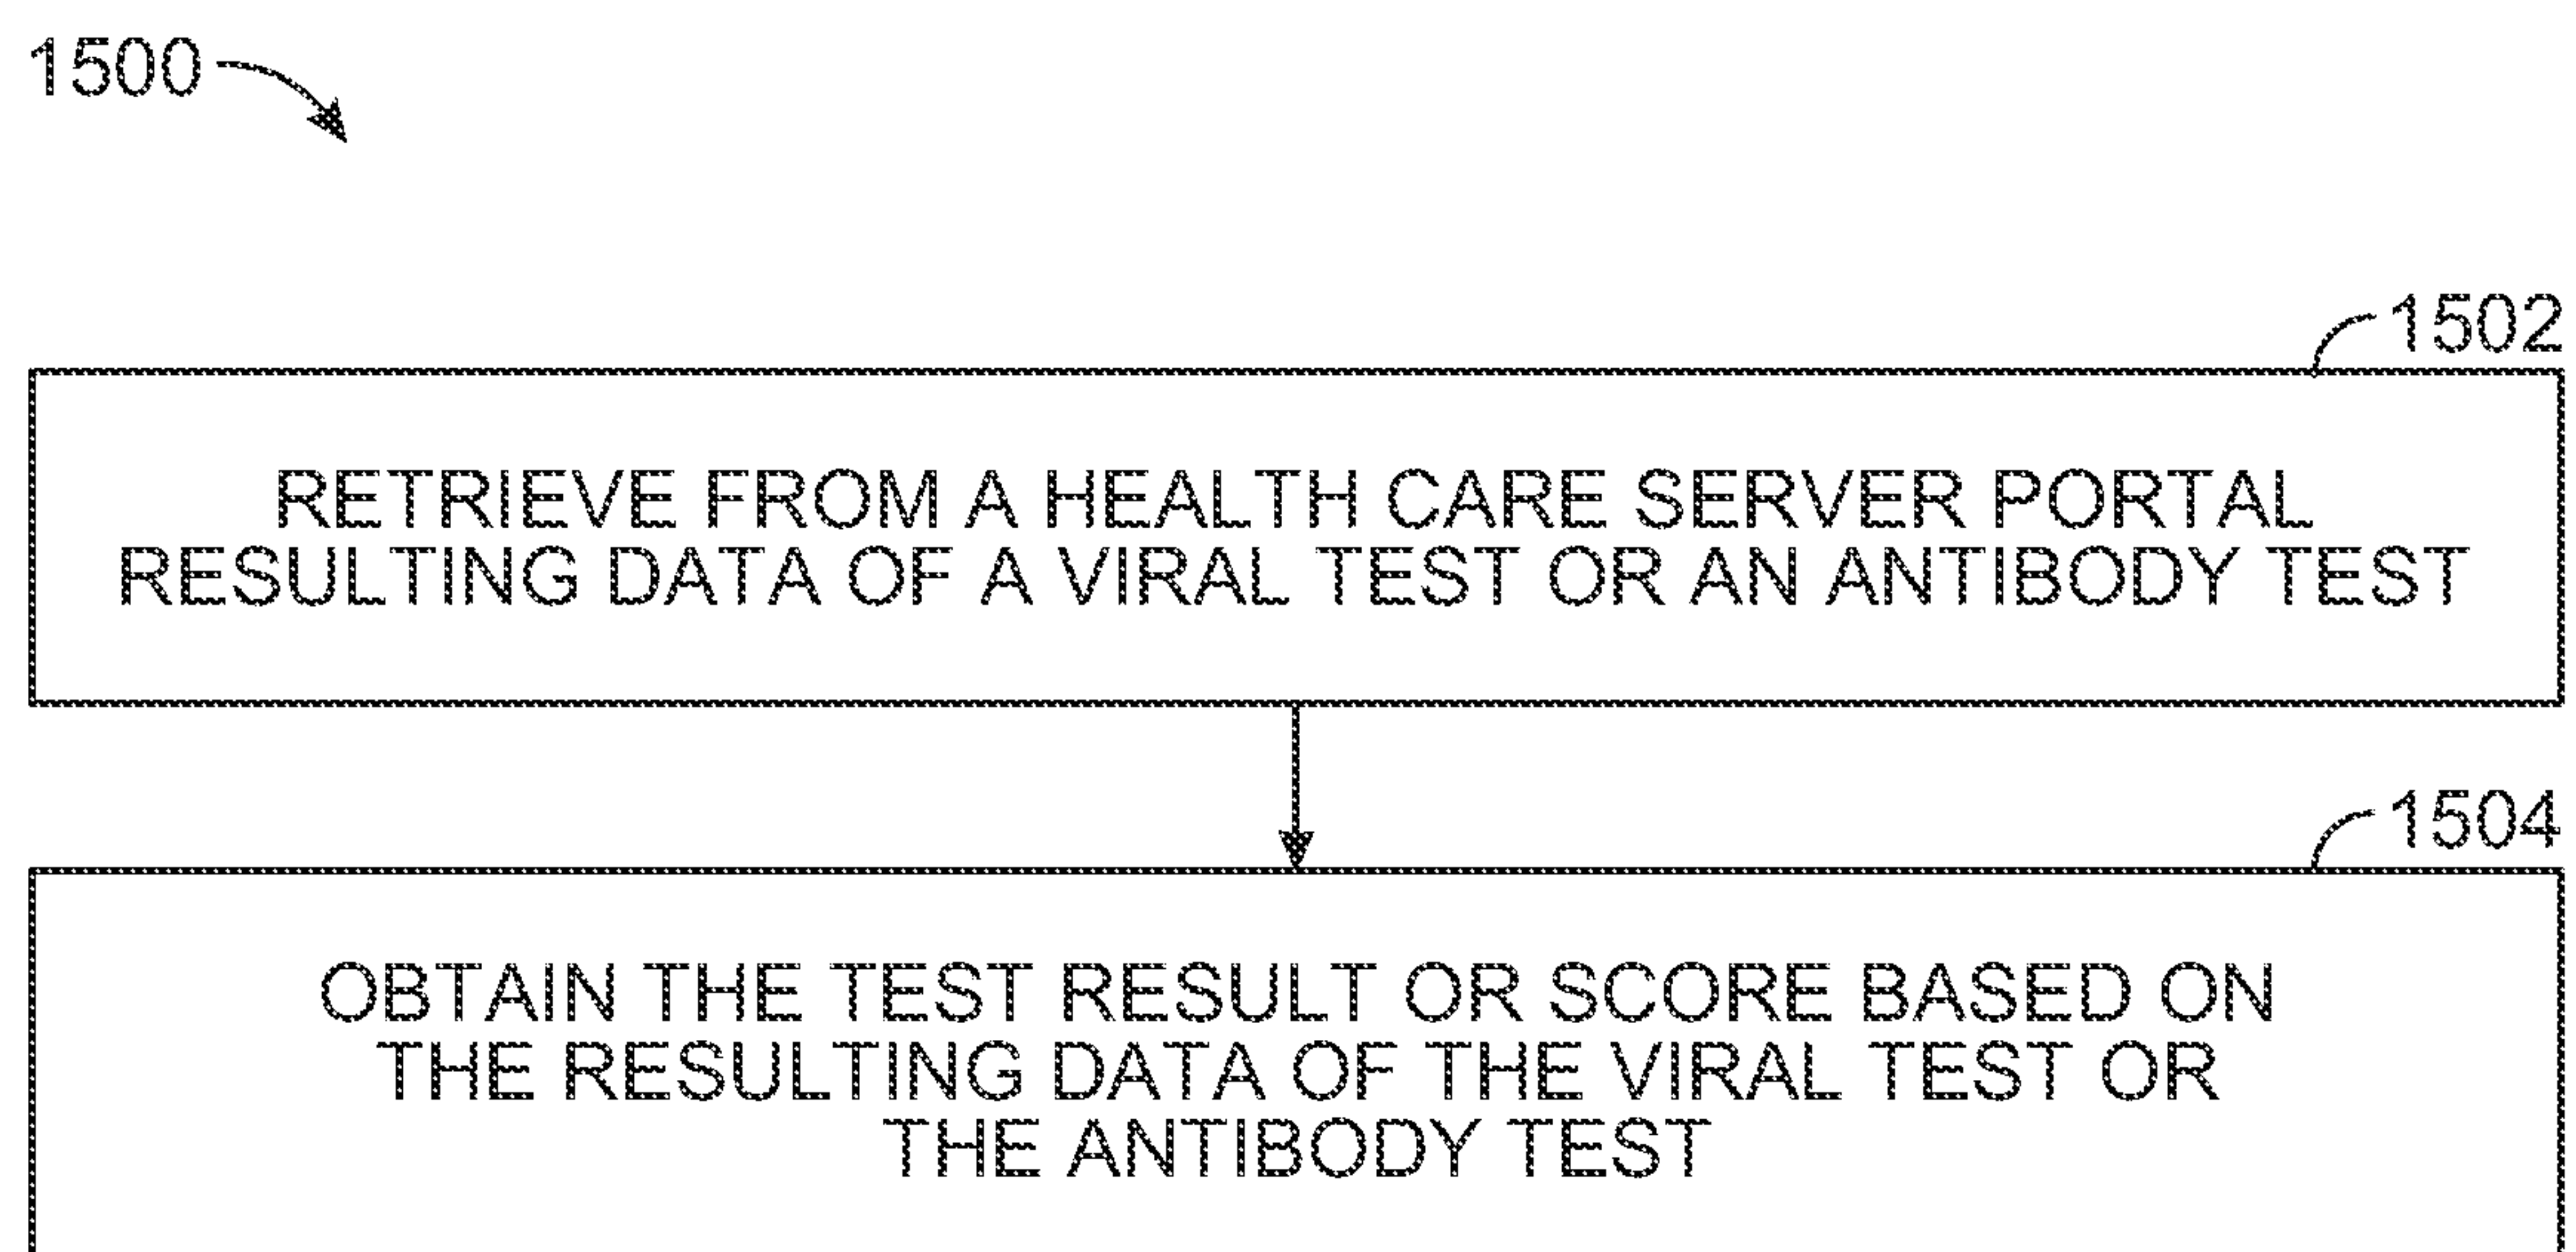 1500
1502
RETRIEVE FROM A HEALTH CARE SERVER PORTAL
RESULTING DATA OF A VIRAL TEST OR AN ANTIBODY TEST
1504
OBTAIN THE TEST RESULT OR SCORE BASED ON
THE RESULTING DATA OF THE VIRAL TEST OR
THE ANTIBODY TEST